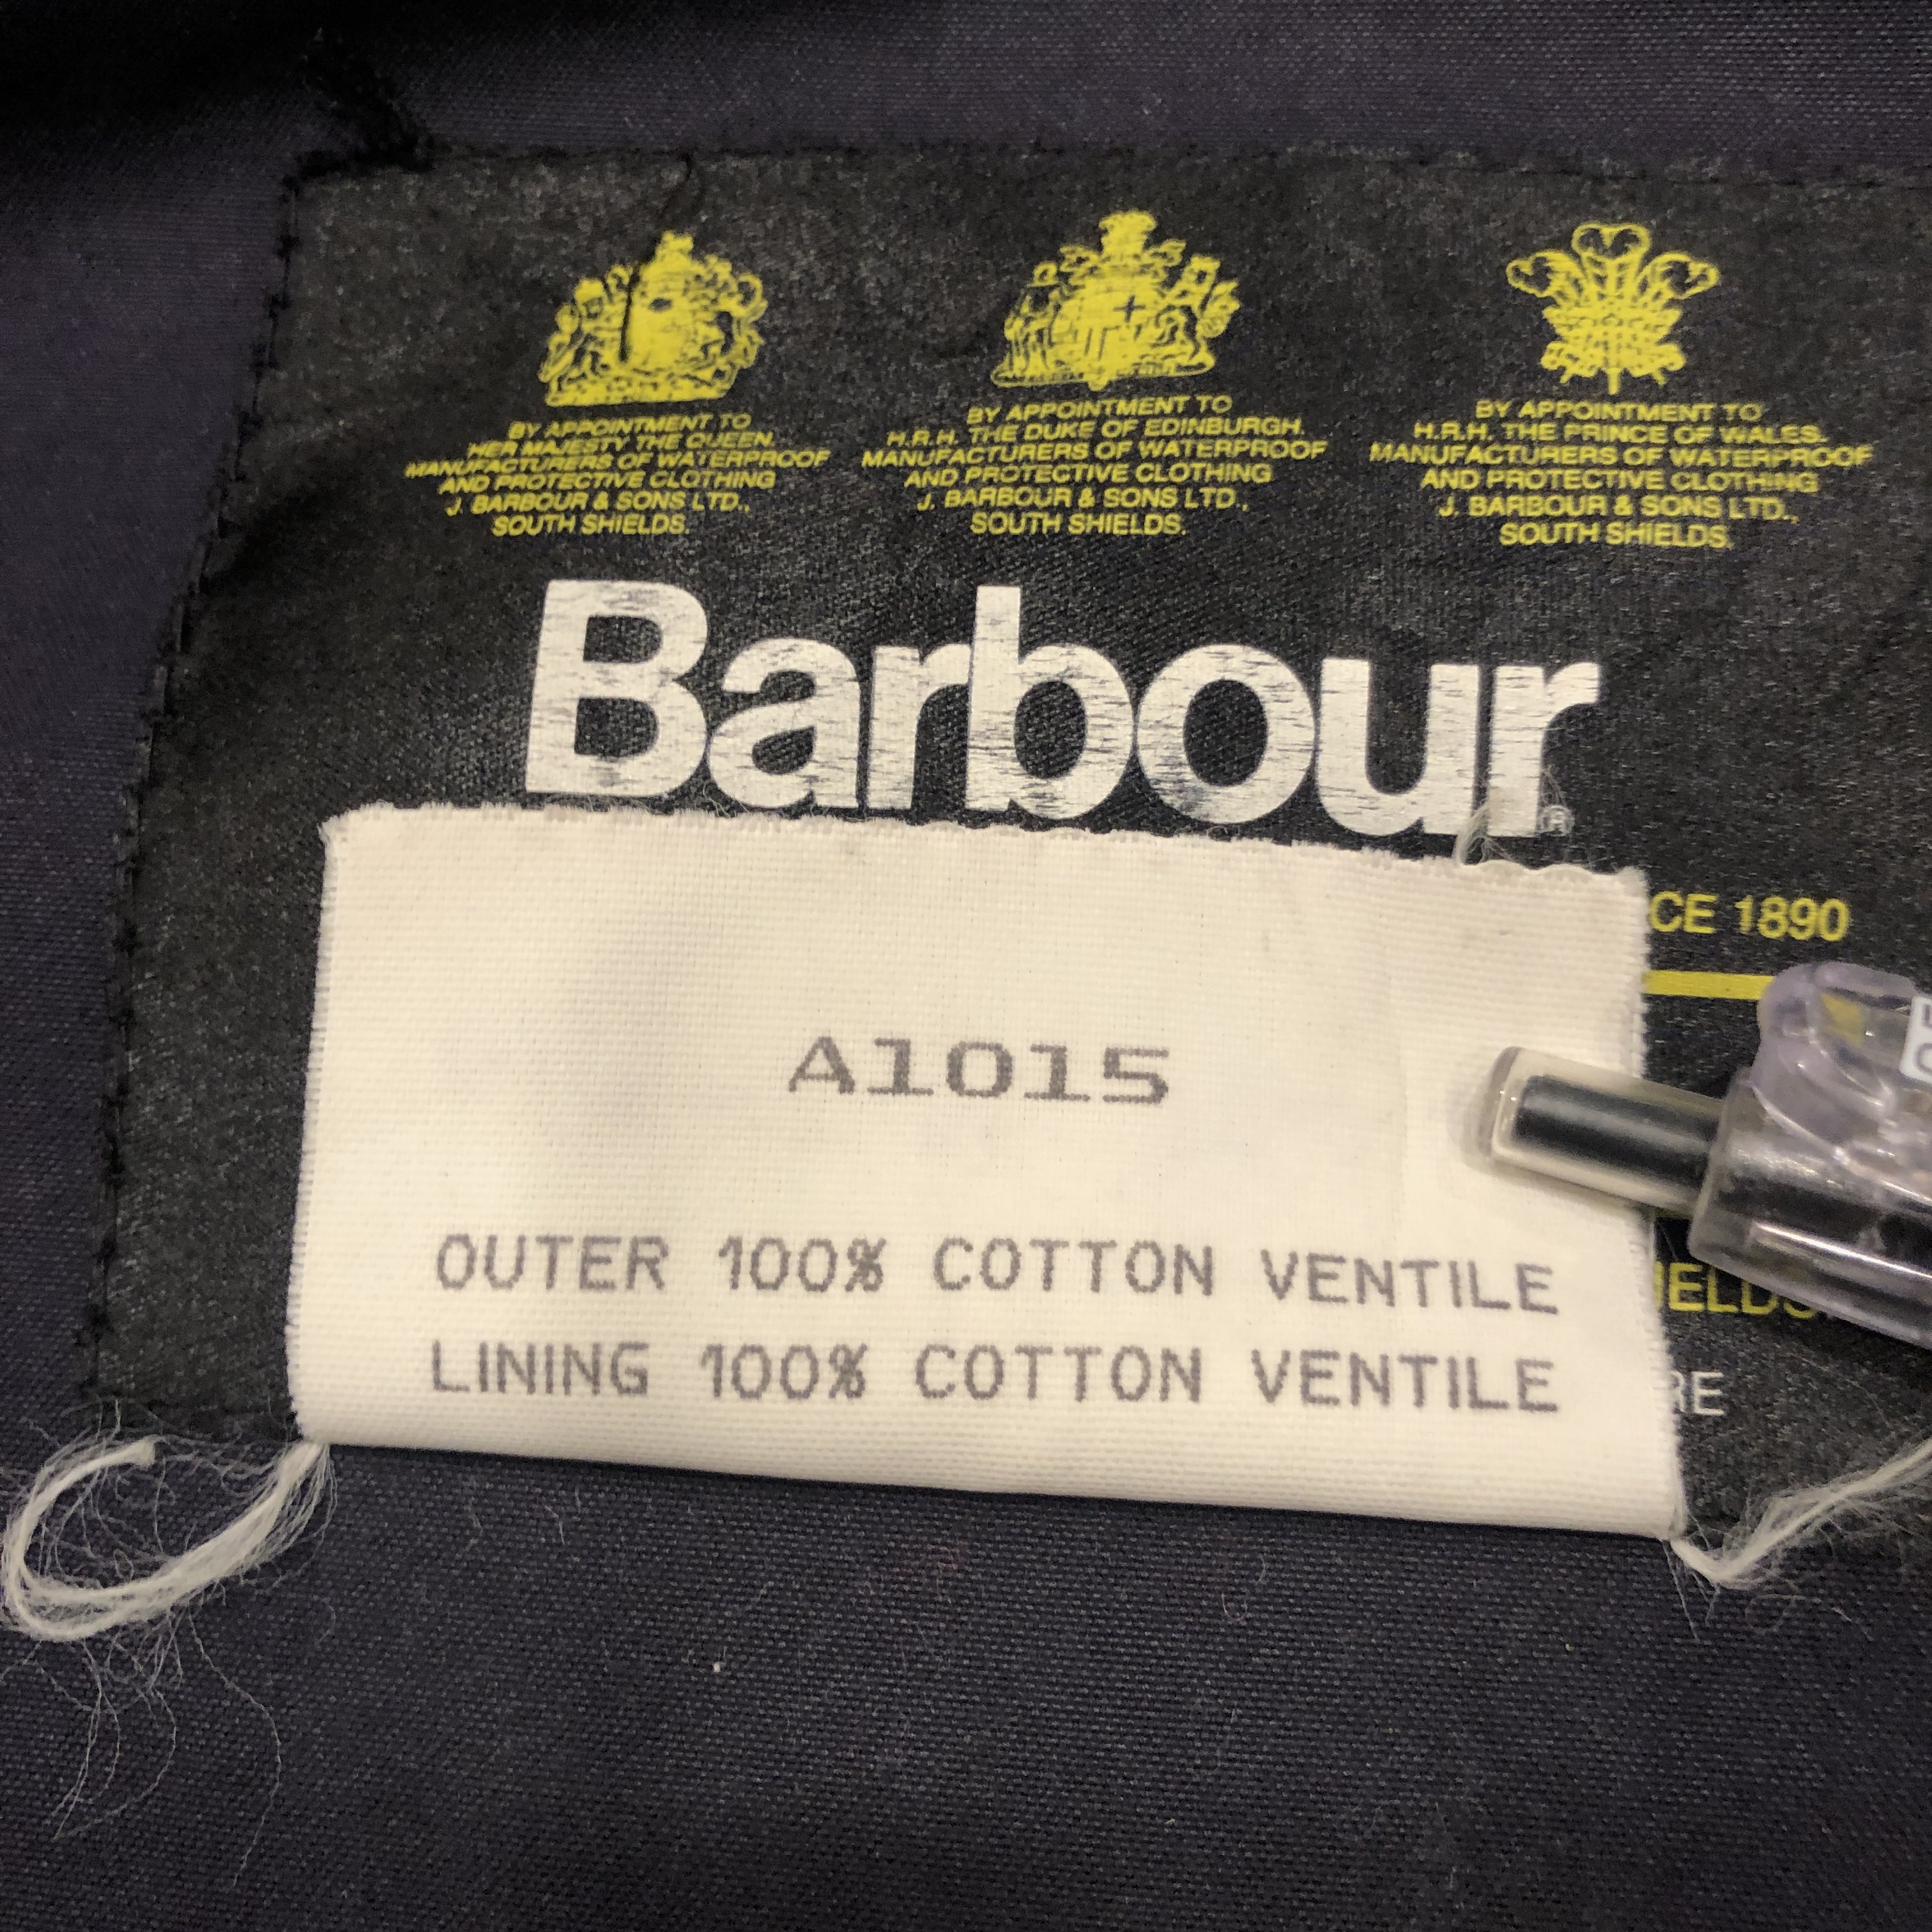 BY APPOINTMENT TO
HER MAJESTY THE QUEEN.
MANUFACTURERS OF WATERPROOF
AND PROTECTIVE CLOTHING
J. BARBOUR & SONS LTD.,
SOUTH SHIELDS.
BY APPOINTMENT TO
H.R.H. THE DUKE OF EDINBURGH.
MANUFACTURERS OF WATERPROOF
AND PROTECTIVE CLOTHING
J. BARBOUR & SONS LTD.,
SOUTH SHIELDS.
BY APPOINTMENT TO
H.R.H. THE PRINCE OF WALES.
MANUFACTURERS OF WATERPROOF
AND PROTECTIVE CLOTHING
J. BARBOUR & SONS LTD.,
SOUTH SHIELDS.
Barbour®
CE 1890
A1015
OUTER 100% COTTON VENTILE
IELDS
LINING 100% COTTON VENTILE
RE